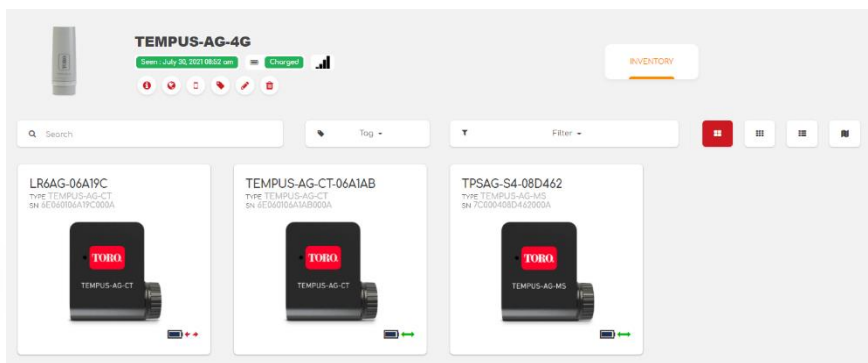 TEMPUS-AG-4G
Seen : July 30, 2021 08:52 am Charged
INVENTORY
Search Tag Filter
LR6AG-06A19C
TYPE TEMPUS-AG-CT
SN 6E060106A19C000A
TORO
TEMPUS-AG-CT
TEMPUS-AG-CT-06A1AB
TYPE TEMPUS-AG-CT
SN 6E060106A1AB000A
TORO
TEMPUS-AG-CT
TPSAG-S4-08D462
TYPE TEMPUS-AG-MS
SN 7C000408D462000A
TORO
TEMPUS-AG-MS